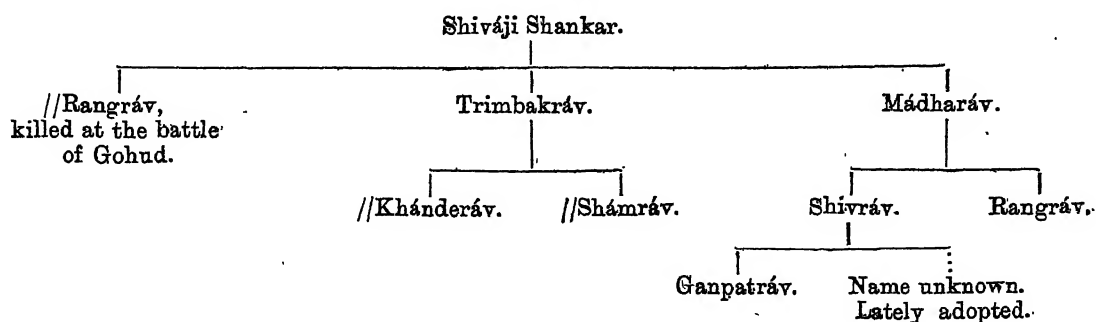 Shiváji Shankar.
//Rangráv,
killed at the battle
of Gohud.
Trimbakráv.
Mádharáv.
//Khánderáv.
//Shámráv.
Shivráv.
Rangráv.
Ganpatráv.
Name unknown.
Lately adopted.